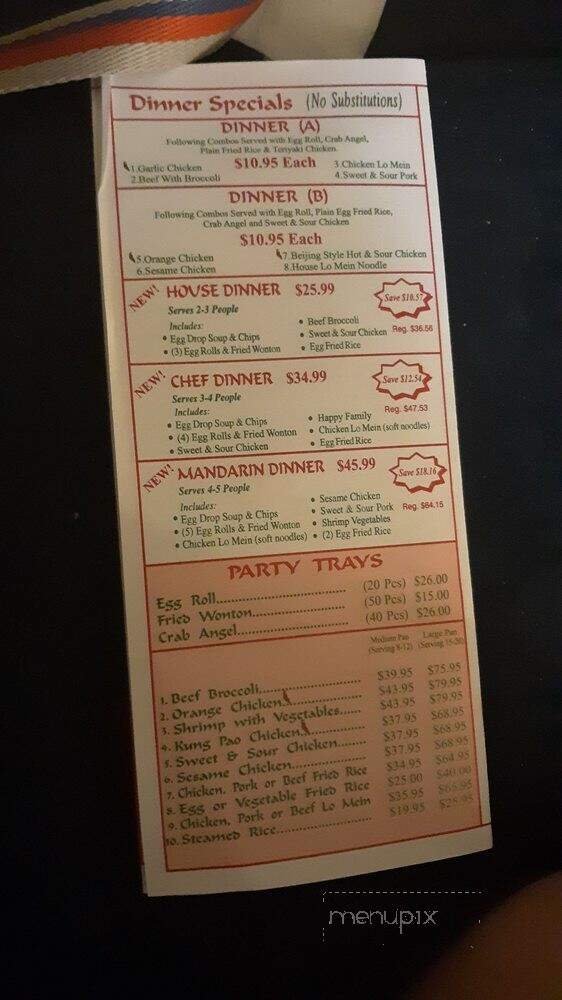 Dinner Specials (No Substitutions)
DINNER (A)
Following Combos Served with Egg Roll, Crab Angel,
Plain Fried Rice & Teriyaki Chicken.
$10.95 Each
1.Garlic Chicken 3.Chicken Lo Mein
2.Beef With Broccoli 4.Sweet & Sour Pork
DINNER (B)
Following Combos Served with Egg Roll, Plain Egg Fried Rice,
Crab Angel and Sweet & Sour Chicken
$10.95 Each
5.Orange Chicken 7.Beijing Style Hot & Sour Chicken
6.Sesame Chicken 8.House Lo Mein Noodle
NEW! HOUSE DINNER $25.99 Save $10.57
Serves 2-3 People
Includes: • Beef Broccoli
• Egg Drop Soup & Chips • Sweet & Sour Chicken Reg. $36.56
• (3) Egg Rolls & Fried Wonton • Egg Fried Rice
NEW! CHEF DINNER $34.99 Save $12.54
Serves 3-4 People Reg. $47.53
Includes: • Happy Family
• Egg Drop Soup & Chips • Chicken Lo Mein (soft noodles)
• (4) Egg Rolls & Fried Wonton • Egg Fried Rice
• Sweet & Sour Chicken
NEW! MANDARIN DINNER $45.99 Save $18.16
Serves 4-5 People • Sesame Chicken
Includes: • Sweet & Sour Pork Reg. $64.15
• Egg Drop Soup & Chips • Shrimp Vegetables
• (5) Egg Rolls & Fried Wonton • (2) Egg Fried Rice
• Chicken Lo Mein (soft noodles)
PARTY TRAYS
Egg Roll................................ (20 Pcs) $26.00
Fried Wonton........................ (50 Pcs) $15.00
Crab Angel............................ (40 Pcs) $26.00
Medium Pan Large Pan
(Serving 8-12) (Serving 15-20)
1. Beef Broccoli........................ $39.95 $75.95
2. Orange Chicken.................. $43.95 $79.95
3. Shrimp with Vegetables..... $43.95 $79.95
4. Kung Pao Chicken.............. $37.95 $68.95
5. Sweet & Sour Chicken........ $37.95 $68.95
6. Sesame Chicken.................. $37.95 $68.95
7. Chicken, Pork or Beef Fried Rice $34.95 $64.95
8. Egg or Vegetable Fried Rice $25.00 $40.00
9. Chicken, Pork or Beef Lo Mein $35.95 $66.95
10. Steamed Rice..................... $19.95 $25.95
menupix